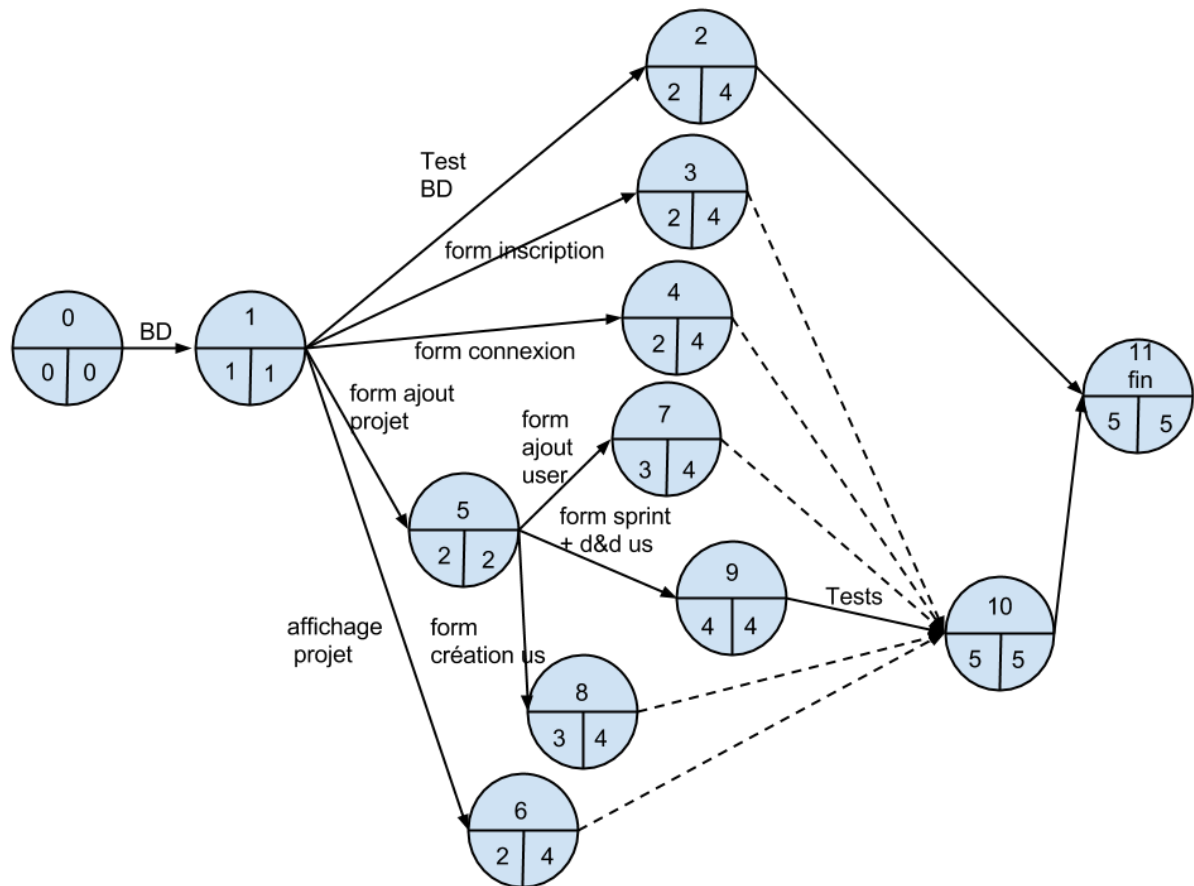 2
2 4
Test
BD
3
2 4
form inscription
0
0 0
BD
1
1 1
4
2 4
form connexion
11
fin
5 5
form ajout
projet
form
ajout
user
7
3 4
5
2 2
form sprint
+ d&d us
9
4 4
Tests
10
5 5
affichage
projet
form
création us
8
3 4
6
2 4